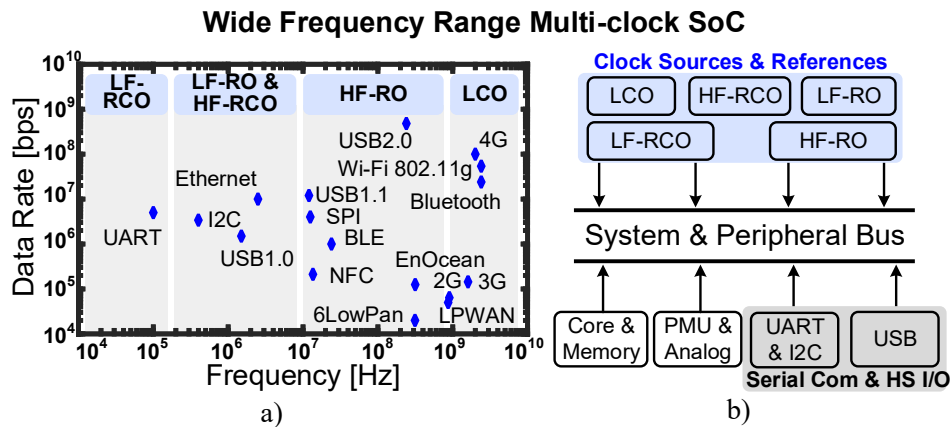 Wide Frequency Range Multi-clock SoC
Data Rate [bps]
10^10
10^9
10^8
10^7
10^6
10^5
10^4
LF-
RCO
LF-RO &
HF-RCO
HF-RO
LCO
USB2.0
4G
Wi-Fi 802.11g
Bluetooth
Ethernet
USB1.1
I2C
SPI
UART
USB1.0
BLE
EnOcean
NFC
2G
3G
6LowPan
LPWAN
10^4
10^5
10^6
10^7
10^8
10^9
10^10
Frequency [Hz]
a)
Clock Sources & References
LCO
HF-RCO
LF-RO
LF-RCO
HF-RO
System & Peripheral Bus
Core &
Memory
PMU &
Analog
UART
& I2C
USB
Serial Com & HS I/O
b)